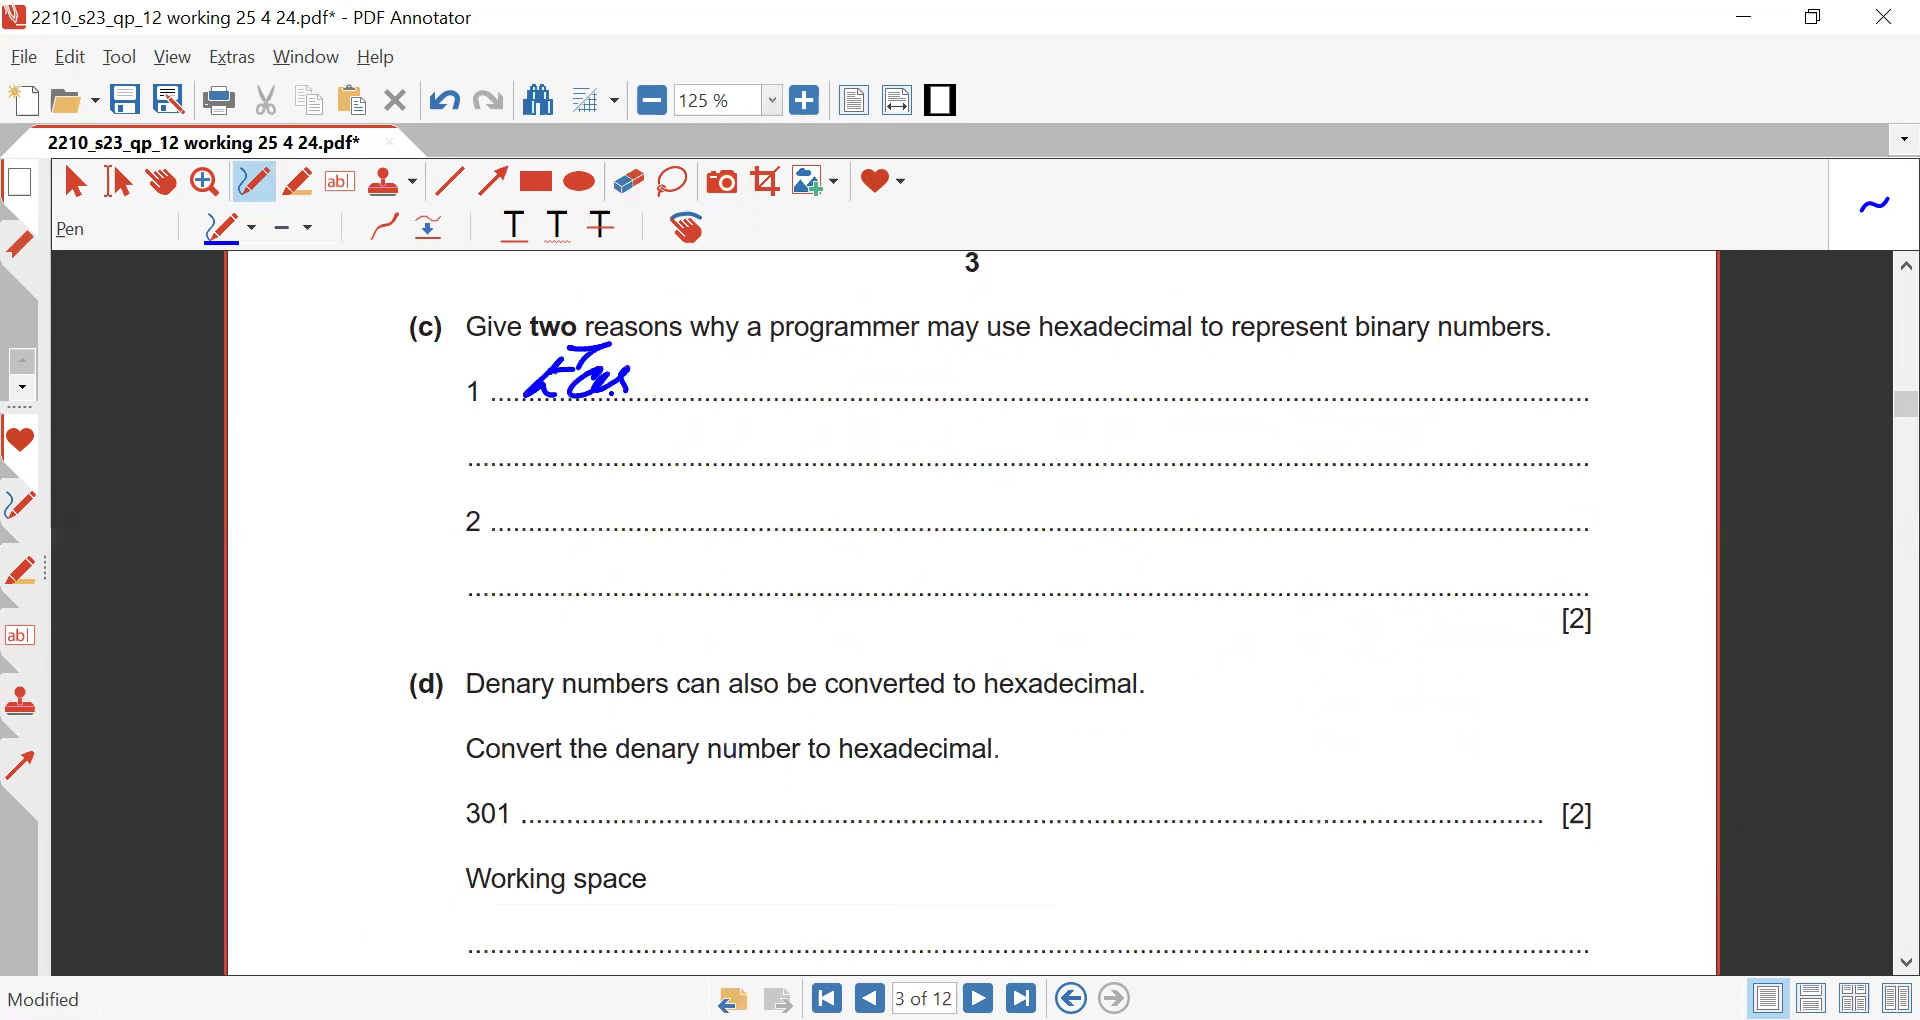 2210_s23_qp_12 working 25 4 24.pdf* - PDF Annotator
File Edit Tool View Extras Window Help
125 %
2210_s23_qp_12 working 25 4 24.pdf*
ab
Pen
T T T
3
(c) Give two reasons why a programmer may use hexadecimal to represent binary numbers.
1 ................................................................
................................................................
2 ................................................................
................................................................
[2]
(d) Denary numbers can also be converted to hexadecimal.
Convert the denary number to hexadecimal.
ab
301 ................................................................ [2]
Working space
................................................................
Modified
3 of 12